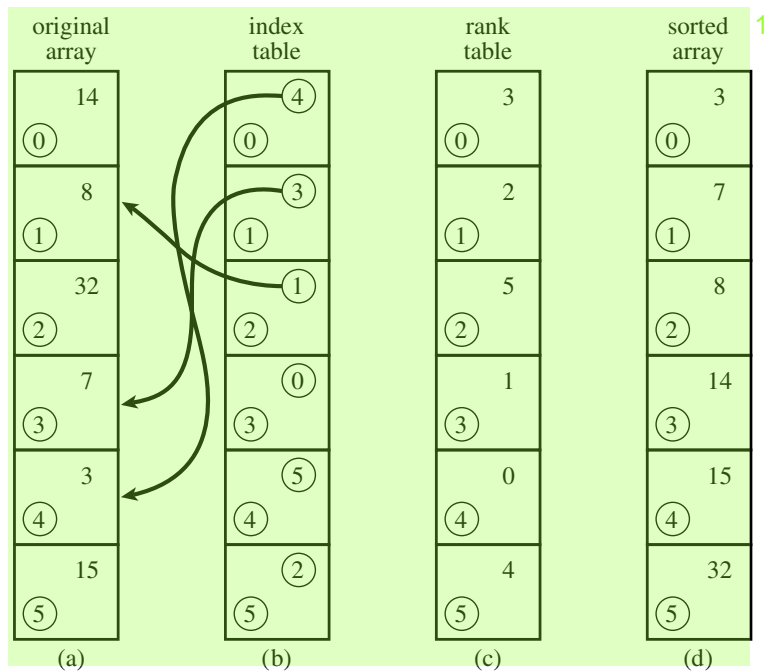 original index rank sorted 1
array table table array
14 4 3 3
0 0 0 0
8 3 2 7
1 1 1 1
32 1 5 8
2 2 2 2
7 0 1 14
3 3 3 3
3 5 0 15
4 4 4 4
15 2 4 32
5 5 5 5
(a) (b) (c) (d)